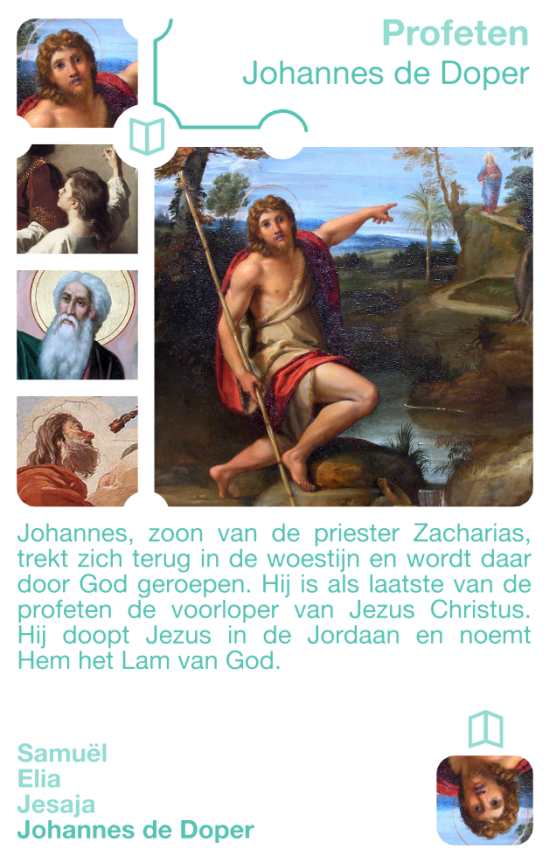 Profeten
Johannes de Doper
Johannes, zoon van de priester Zacharias,
trekt zich terug in de woestijn en wordt daar
door God geroepen. Hij is als laatste van de
profeten de voorloper van Jezus Christus.
Hij doopt Jezus in de Jordaan en noemt
Hem het Lam van God.
Samuël
Elia
Jesaja
Johannes de Doper